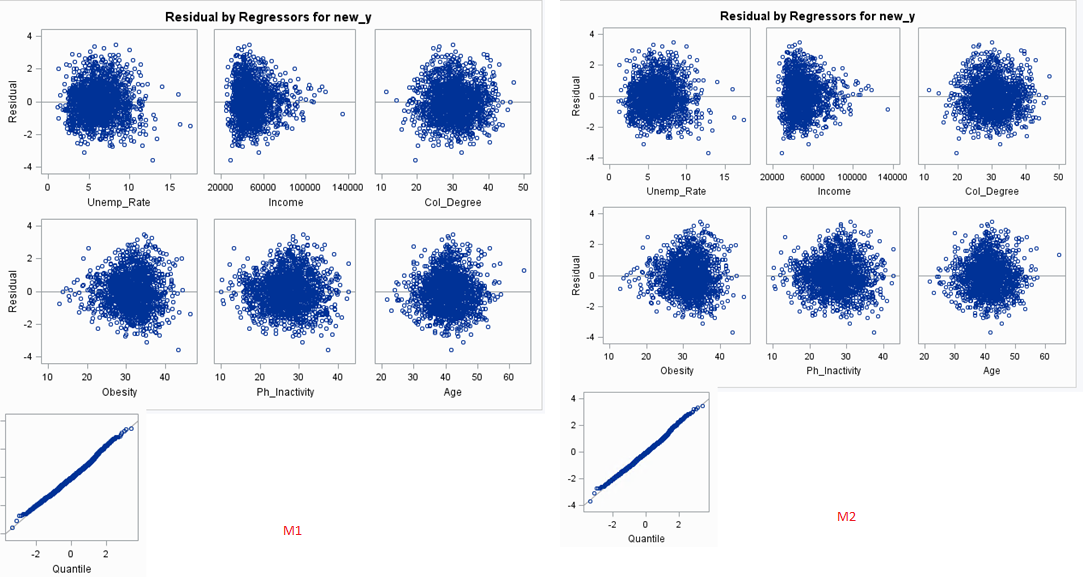 Residual by Regressors for new_y
4
2
0
-2
-4
Residual
0 5 10 15
Unemp_Rate
20000 60000 100000 140000
Income
10 20 30 40 50
Col_Degree
4
2
0
-2
-4
Residual
10 20 30 40
Obesity
10 20 30 40
Ph_Inactivity
20 30 40 50 60
Age
-2 0 2
Quantile
M1
Residual by Regressors for new_y
4
2
0
-2
-4
Residual
0 5 10 15
Unemp_Rate
20000 60000 100000 140000
Income
10 20 30 40 50
Col_Degree
4
2
0
-2
-4
Residual
10 20 30 40
Obesity
10 20 30 40
Ph_Inactivity
20 30 40 50 60
Age
4
2
0
-2
-4
-2 0 2
Quantile
M2